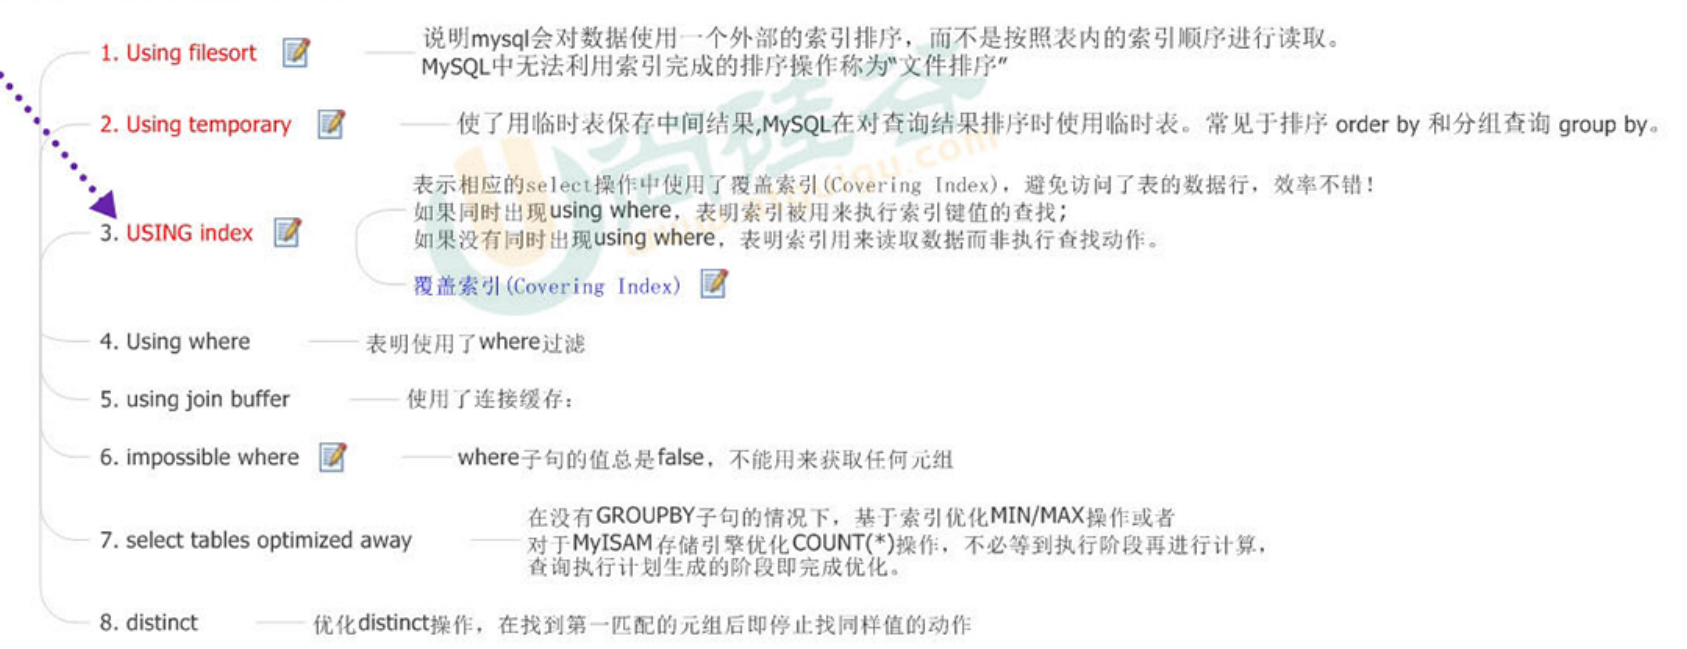 1. Using filesort
说明mysql会对数据使用一个外部的索引排序，而不是按照表内的索引顺序进行读取。
MySQL中无法利用索引完成的排序操作称为“文件排序”
2. Using temporary
使了用临时表保存中间结果,MySQL在对查询结果排序时使用临时表。常见于排序 order by 和分组查询 group by。
尚硅谷
3. USING index
表示相应的select操作中使用了覆盖索引(Covering Index)，避免访问了表的数据行，效率不错！
如果同时出现using where，表明索引被用来执行索引键值的查找；
如果没有同时出现using where，表明索引用来读取数据而非执行查找动作。
覆盖索引(Covering Index)
4. Using where
表明使用了where过滤
5. using join buffer
使用了连接缓存：
6. impossible where
where子句的值总是false，不能用来获取任何元组
7. select tables optimized away
在没有GROUPBY子句的情况下，基于索引优化MIN/MAX操作或者
对于MyISAM存储引擎优化COUNT(*)操作，不必等到执行阶段再进行计算，
查询执行计划生成的阶段即完成优化。
8. distinct
优化distinct操作，在找到第一匹配的元组后即停止找同样值的动作